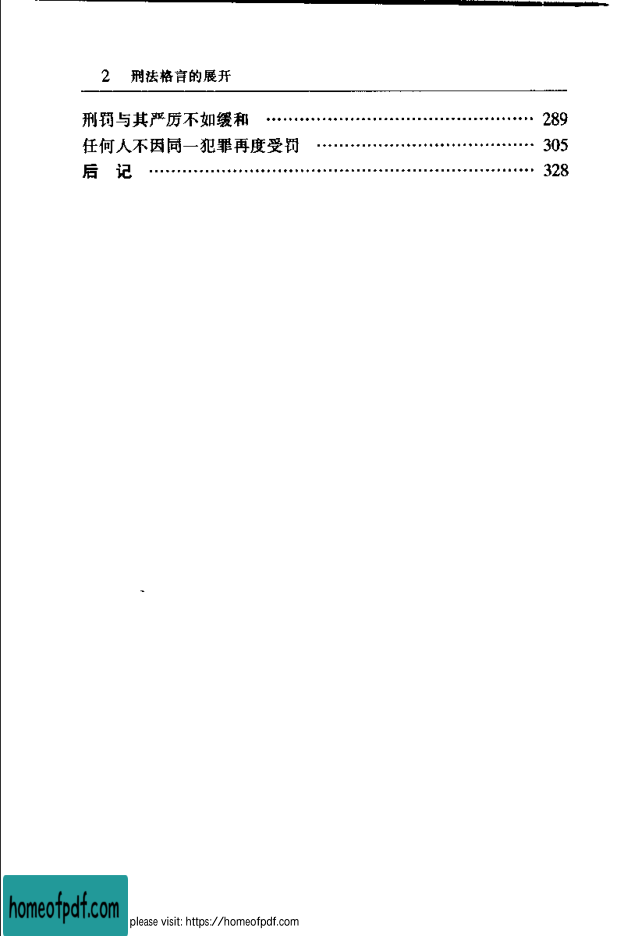 2 刑法格言的展开
刑罚与其严厉不如缓和 …………………………………………… 289
任何人不因同一犯罪再度受罚 …………………………………… 305
后 记 ……………………………………………………………… 328
homeofpdf.com
please visit: https://homeofpdf.com